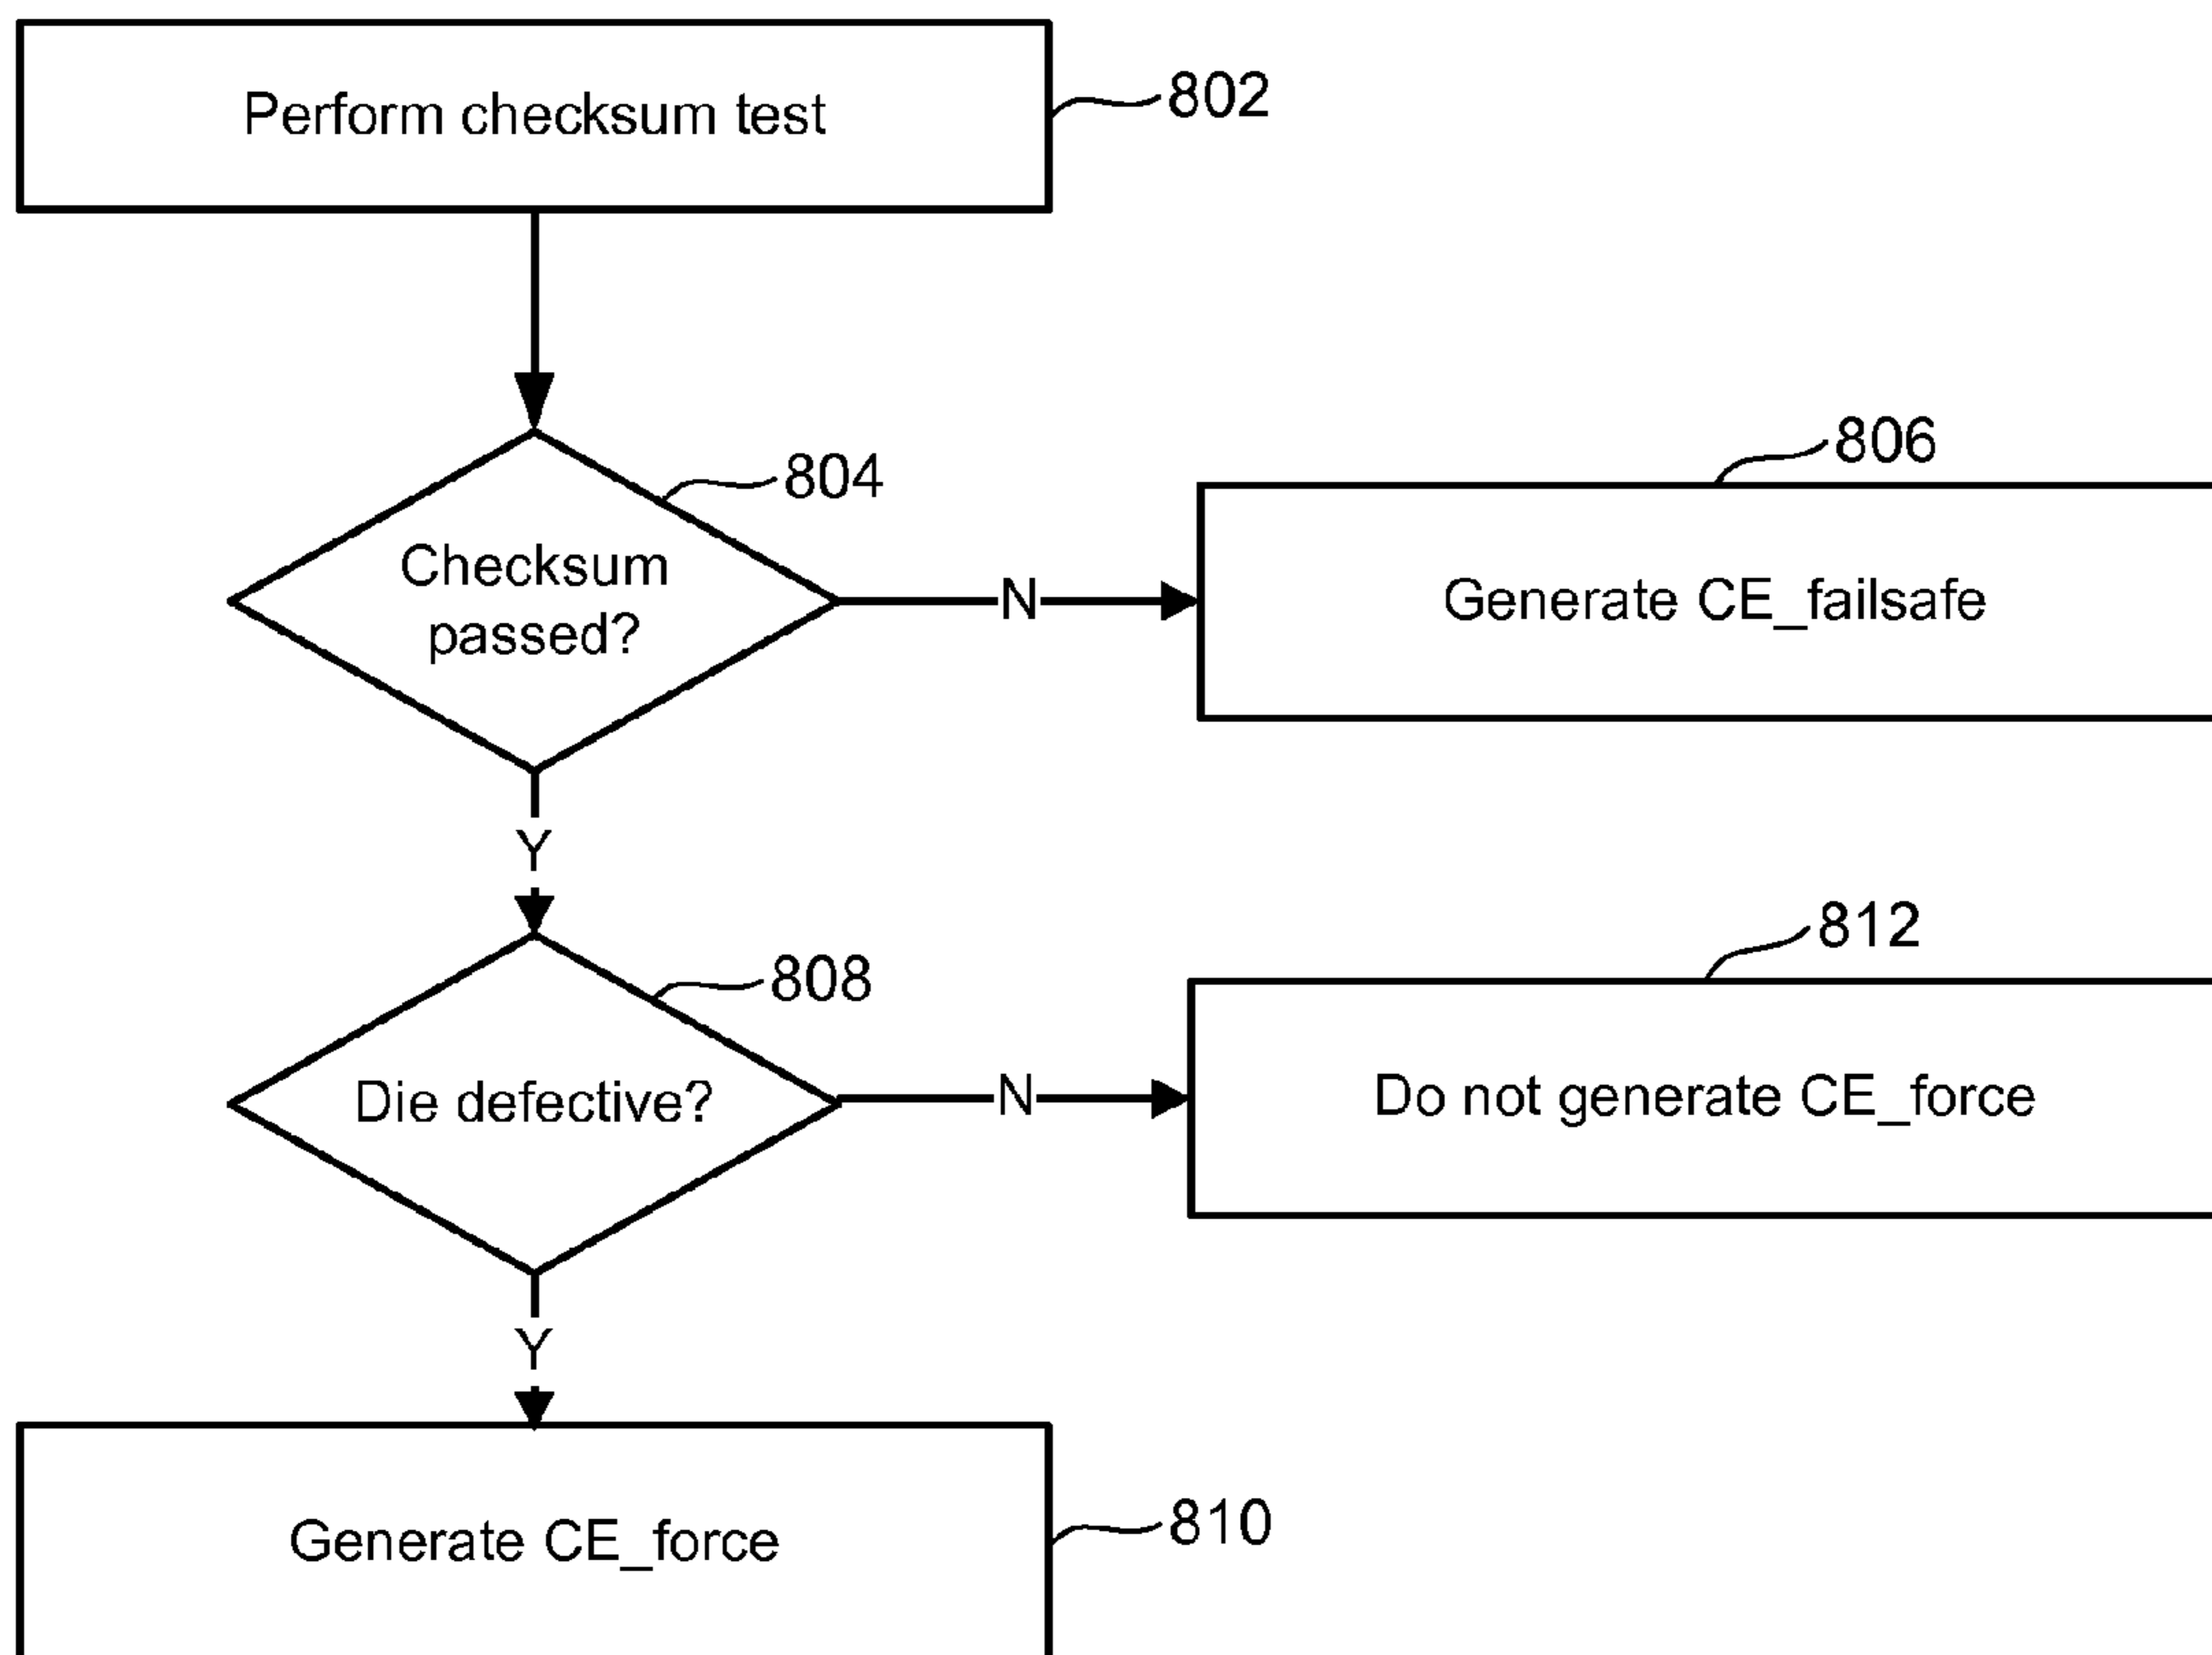 Perform checksum test
802
804
Checksum
passed?
N
806
Generate CE_failsafe
Y
808
Die defective?
N
812
Do not generate CE_force
Y
Generate CE_force
810